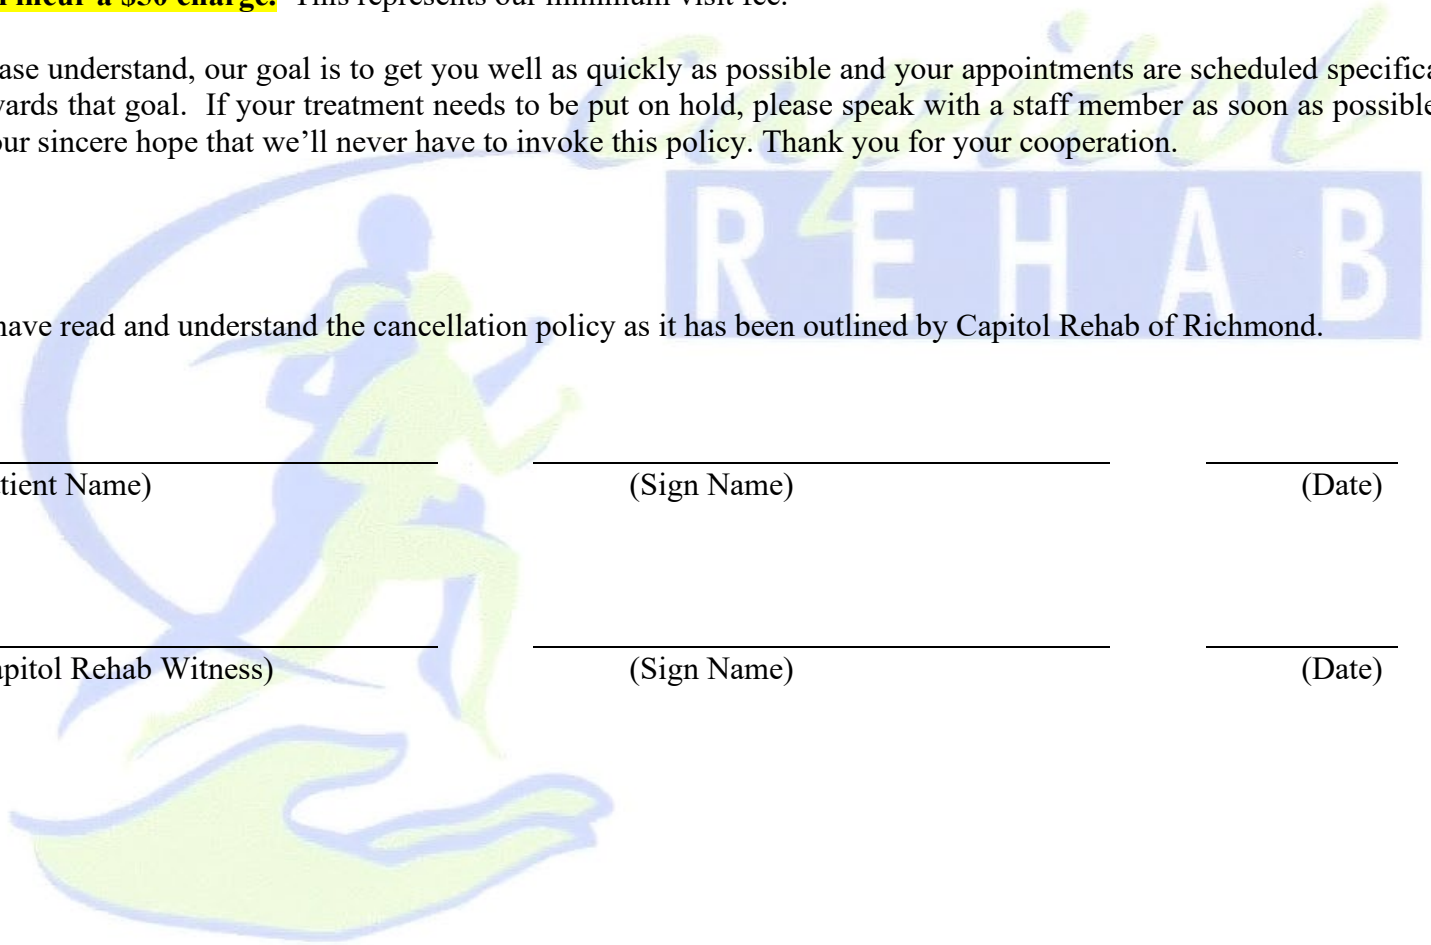 incur a $50 charge. This represents our minimum visit fee.
ase understand, our goal is to get you well as quickly as possible and your appointments are scheduled specifica
wards that goal. If your treatment needs to be put on hold, please speak with a staff member as soon as possible
our sincere hope that we’ll never have to invoke this policy. Thank you for your cooperation.
Capitol
REHAB
have read and understand the cancellation policy as it has been outlined by Capitol Rehab of Richmond.
tient Name) (Sign Name) (Date)
apitol Rehab Witness) (Sign Name) (Date)